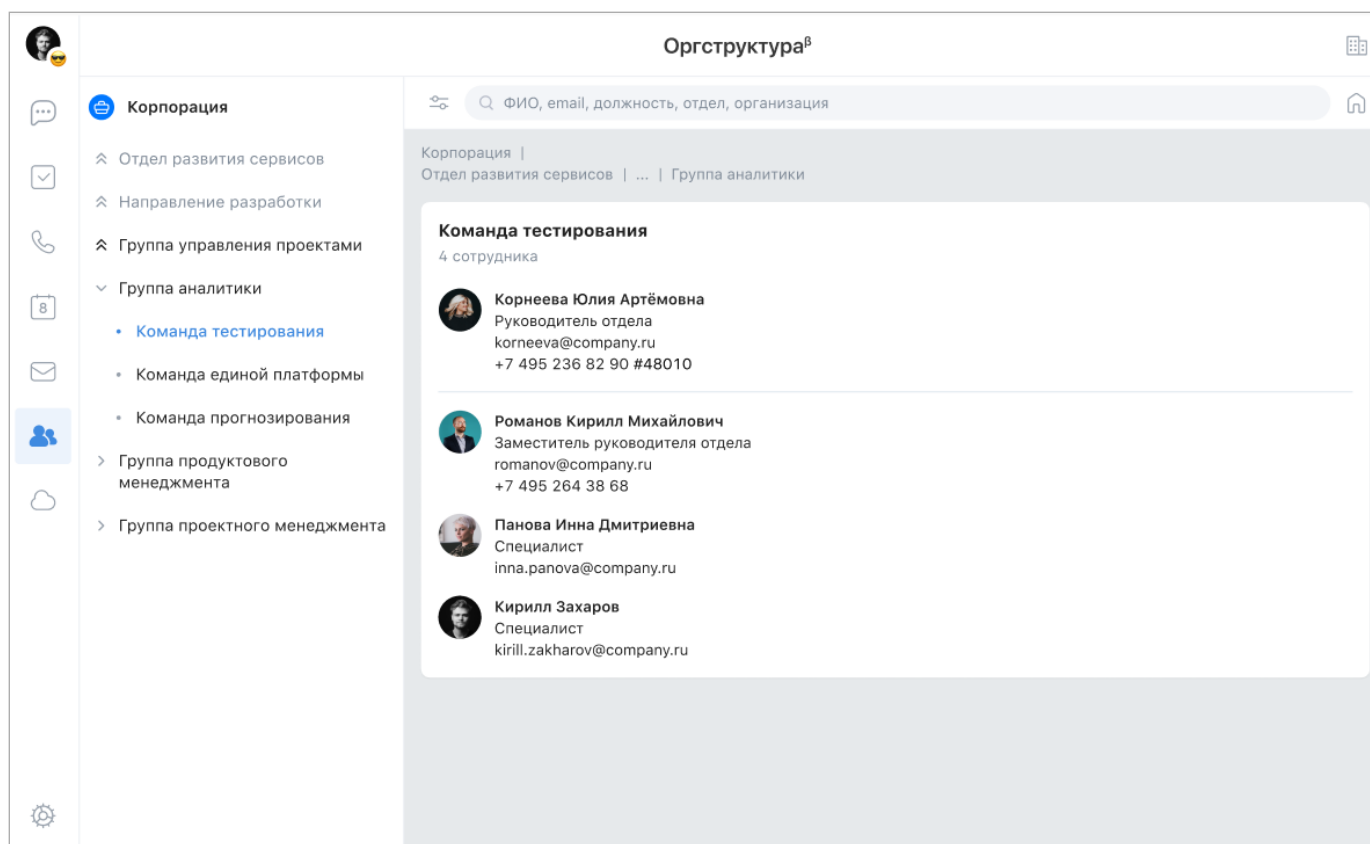 Оргструктураᵝ
Корпорация
Отдел развития сервисов
Направление разработки
Группа управления проектами
Группа аналитики
Команда тестирования
Команда единой платформы
Команда прогнозирования
Группа продуктового
менеджмента
Группа проектного менеджмента
8
ФИО, email, должность, отдел, организация
Корпорация |
Отдел развития сервисов | ... | Группа аналитики
Команда тестирования
4 сотрудника
Корнеева Юлия Артёмовна
Руководитель отдела
korneeva@company.ru
+7 495 236 82 90 #48010
Романов Кирилл Михайлович
Заместитель руководителя отдела
romanov@company.ru
+7 495 264 38 68
Панова Инна Дмитриевна
Специалист
inna.panova@company.ru
Кирилл Захаров
Специалист
kirill.zakharov@company.ru